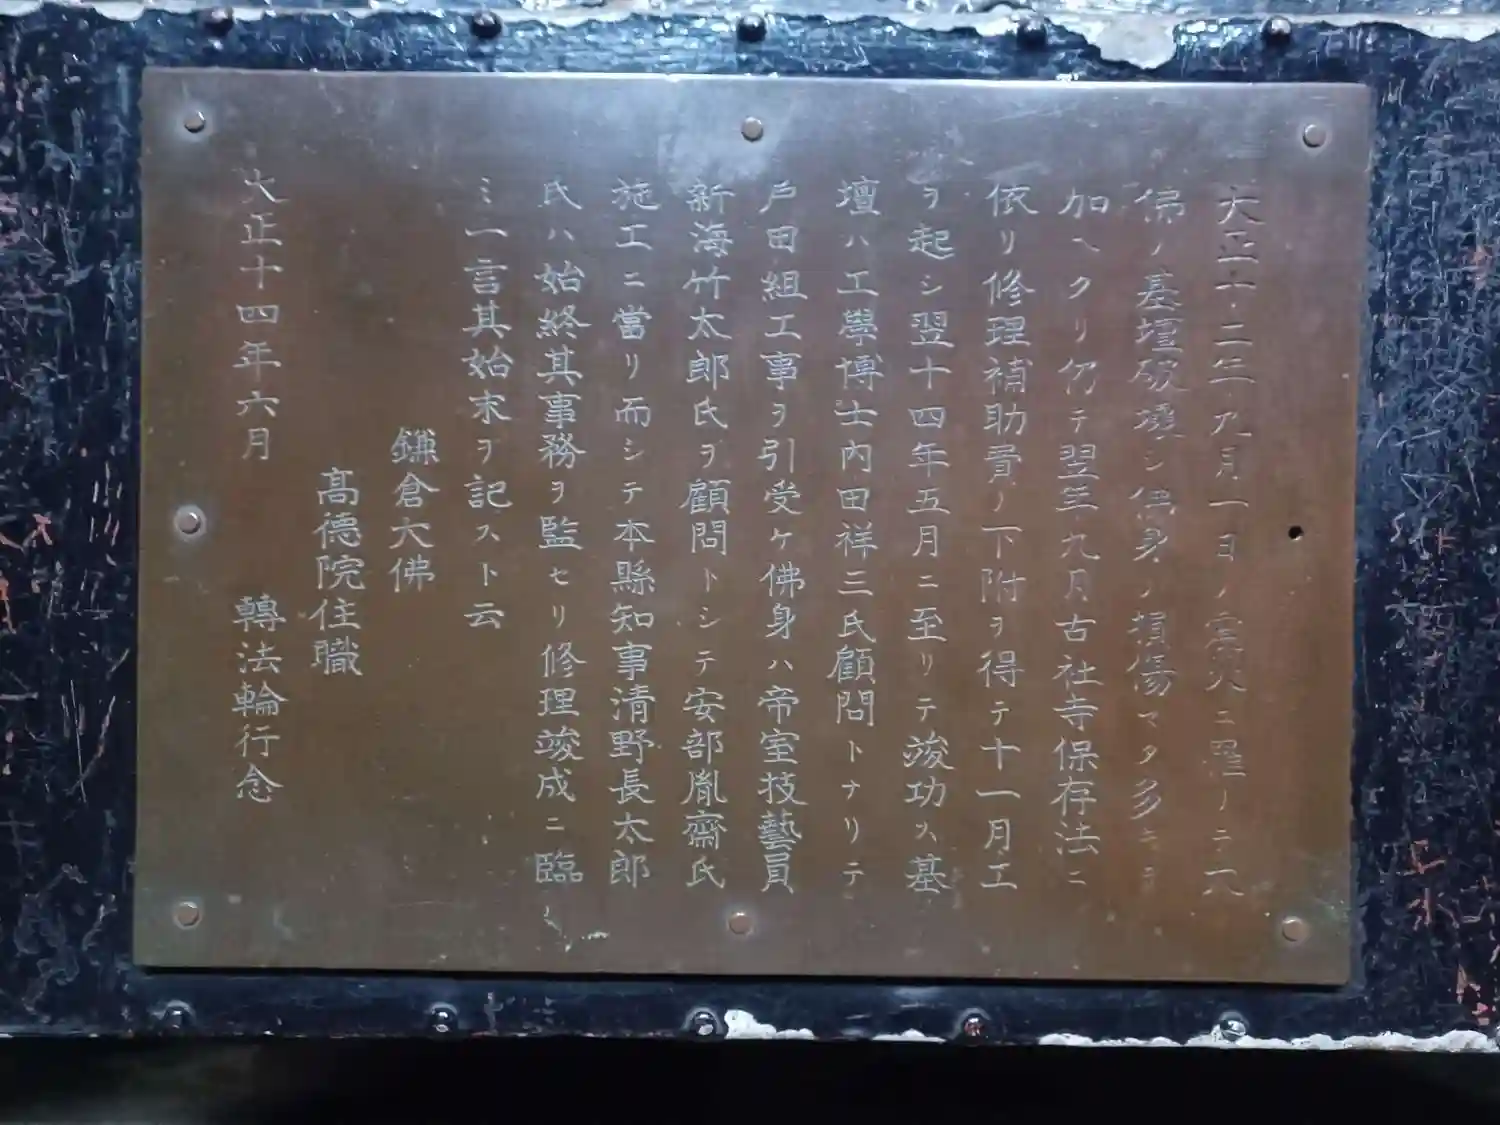 大正十二年九月一日ノ震災ニ罹リテ大
佛ノ基壇破壊シ佛身ノ損傷マタ多キヲ
加ヘタリ仍テ翌年九月古社寺保存法ニ
依リ修理補助費ノ下附ヲ得テ十一月工
ヲ起シ翌十四年五月ニ至リテ竣功ス基
壇ハ工學博士内田祥三氏顧問トナリテ
戸田組工事ヲ引受ケ佛身ハ帝室技藝員
新海竹太郎氏ヲ顧問トシテ安部胤齋氏
施工ニ當リ而シテ本縣知事清野長太郎
氏ハ始終其事務ヲ監セリ修理竣成ニ臨
ミ一言其始末ヲ記スト云
鎌倉大佛
高德院住職
大正十四年六月 轉法輪行念